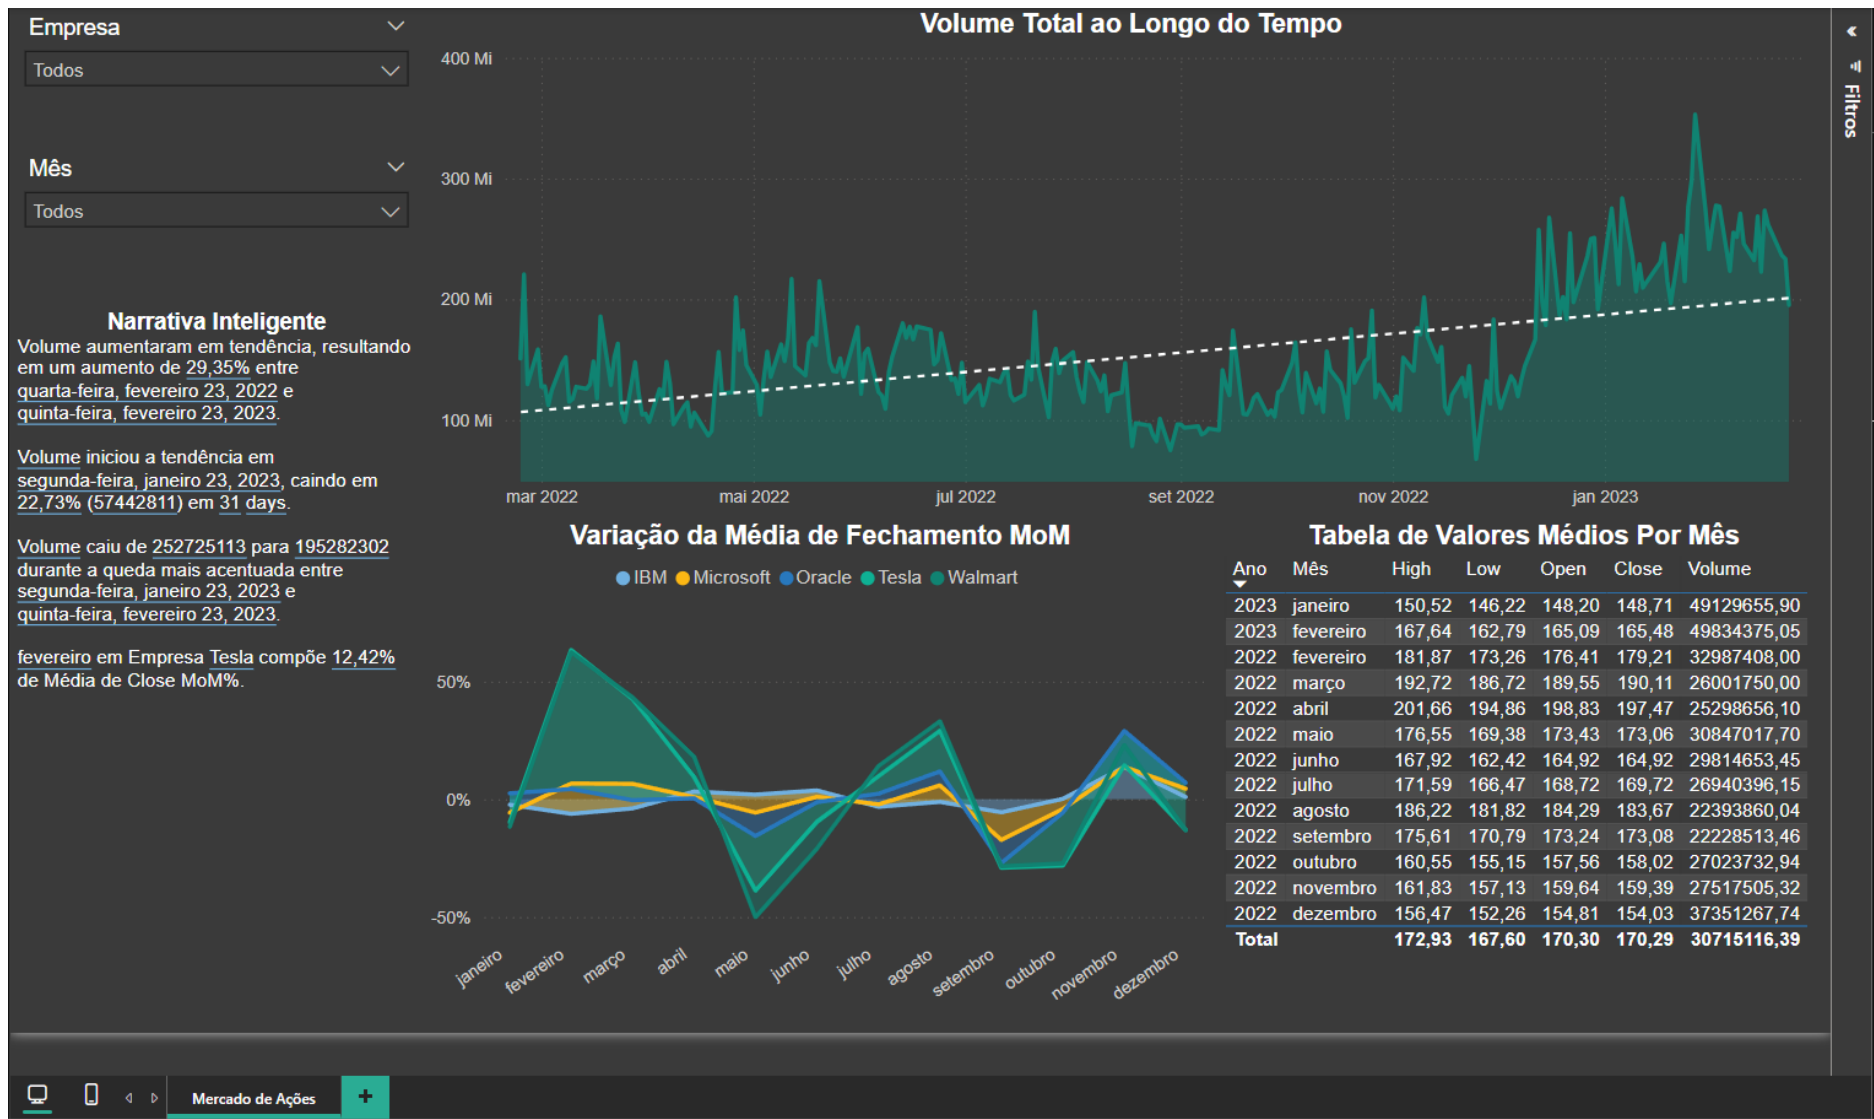 Empresa
Todos
Mês
Todos
Narrativa Inteligente
Volume aumentaram em tendência, resultando
em um aumento de 29,35% entre
quarta-feira, fevereiro 23, 2022 e
quinta-feira, fevereiro 23, 2023.
Volume iniciou a tendência em
segunda-feira, janeiro 23, 2023, caindo em
22,73% (57442811) em 31 days.
Volume caiu de 252725113 para 195282302
durante a queda mais acentuada entre
segunda-feira, janeiro 23, 2023 e
quinta-feira, fevereiro 23, 2023.
fevereiro em Empresa Tesla compõe 12,42%
de Média de Close MoM%.
Volume Total ao Longo do Tempo
400 Mi
300 Mi
200 Mi
100 Mi
mar 2022 mai 2022 jul 2022 set 2022 nov 2022 jan 2023
Variação da Média de Fechamento MoM
IBM Microsoft Oracle Tesla Walmart
50%
0%
-50%
janeiro fevereiro março abril maio junho julho agosto setembro outubro novembro dezembro
Tabela de Valores Médios Por Mês
Ano Mês High Low Open Close Volume
2023 janeiro 150,52 146,22 148,20 148,71 49129655,90
2023 fevereiro 167,64 162,79 165,09 165,48 49834375,05
2022 fevereiro 181,87 173,26 176,41 179,21 32987408,00
2022 março 192,72 186,72 189,55 190,11 26001750,00
2022 abril 201,66 194,86 198,83 197,47 25298656,10
2022 maio 176,55 169,38 173,43 173,06 30847017,70
2022 junho 167,92 162,42 164,92 164,92 29814653,45
2022 julho 171,59 166,47 168,72 169,72 26940396,15
2022 agosto 186,22 181,82 184,29 183,67 22393860,04
2022 setembro 175,61 170,79 173,24 173,08 22228513,46
2022 outubro 160,55 155,15 157,56 158,02 27023732,94
2022 novembro 161,83 157,13 159,64 159,39 27517505,32
2022 dezembro 156,47 152,26 154,81 154,03 37351267,74
Total 172,93 167,60 170,30 170,29 30715116,39
Filtros
Mercado de Ações